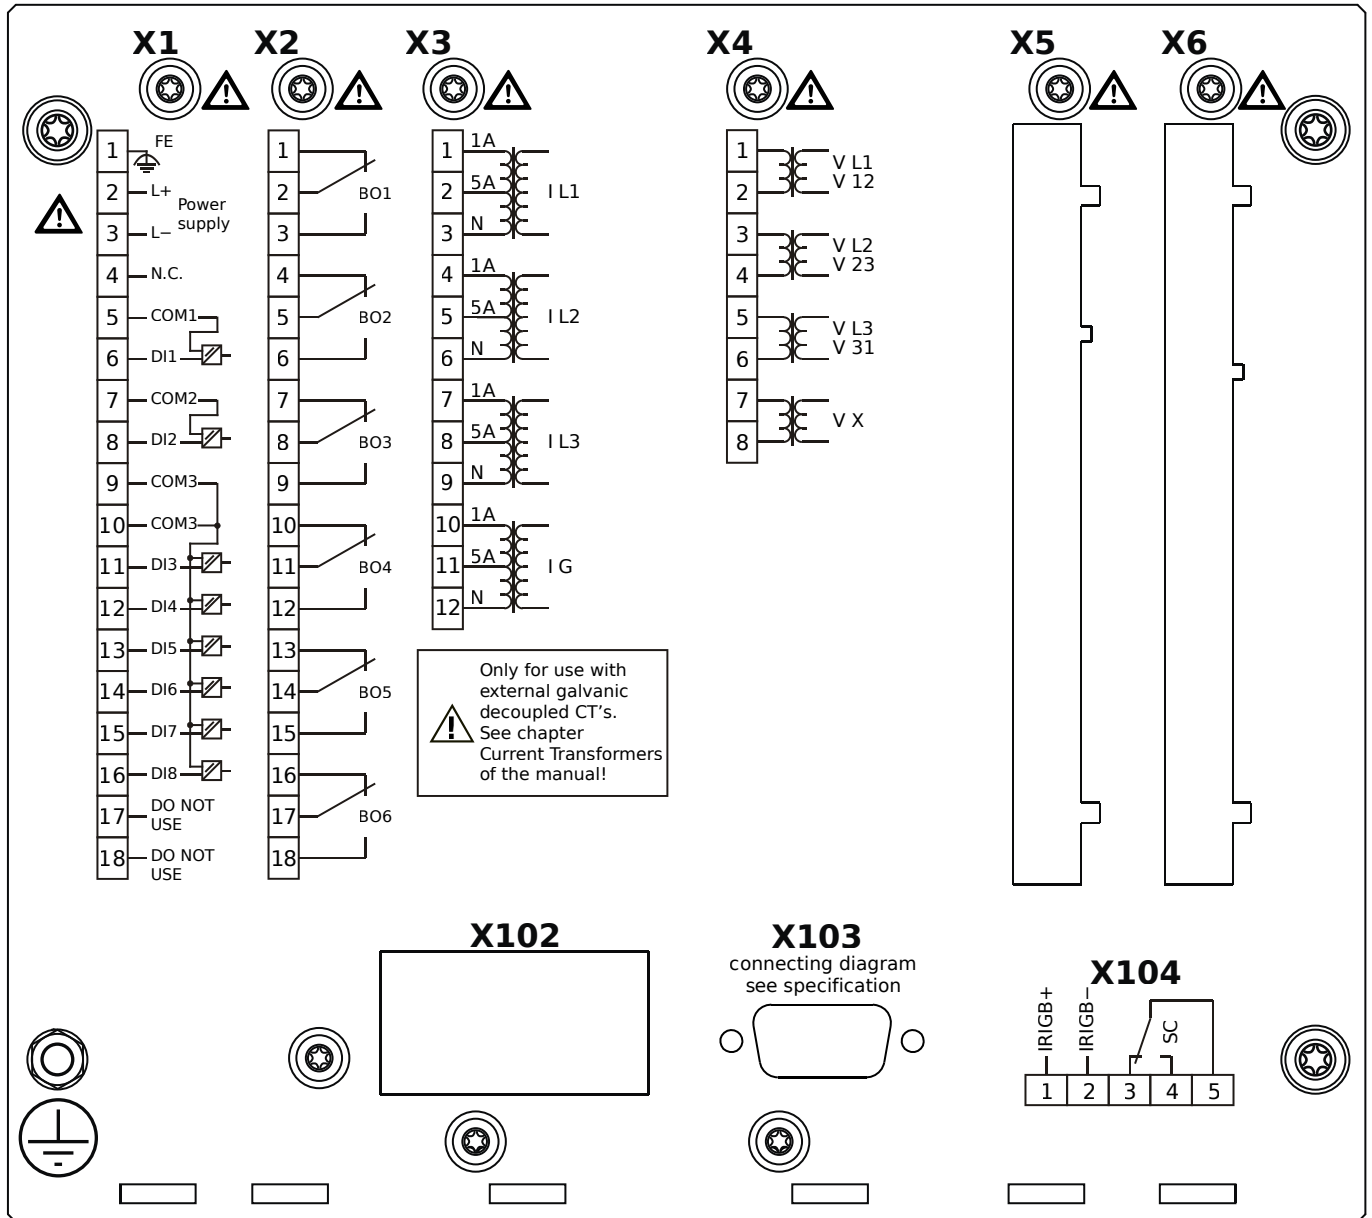 X1
X2
X3
X4
X5
X6
1
FE
2
L+
Power
supply
3
L−
4
N.C.
5
COM1
6
DI1
7
COM2
8
DI2
9
COM3
10
COM3
11
DI3
12
DI4
13
DI5
14
DI6
15
DI7
16
DI8
17
DO NOT
USE
18
DO NOT
USE
1
2
BO1
3
4
5
BO2
6
7
8
BO3
9
10
11
BO4
12
13
14
BO5
15
16
17
BO6
18
1
1A
2
5A
I L1
3
N
4
1A
5
5A
I L2
6
N
7
1A
8
5A
I L3
9
N
10
1A
11
5A
I G
12
N
Only for use with
external galvanic
decoupled CT's.
See chapter
Current Transformers
of the manual!
1
V L1
2
V 12
3
V L2
4
V 23
5
V L3
6
V 31
7
V X
8
X102
X103
connecting diagram
see specification
X104
IRIGB+
IRIGB−
SC
1
2
3
4
5